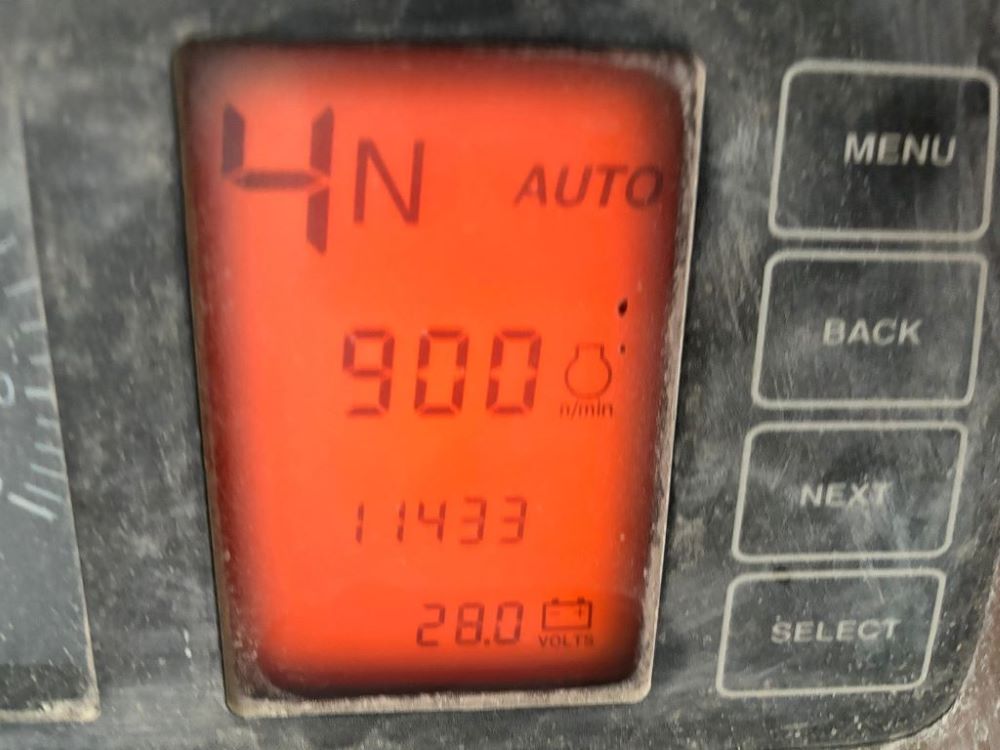 4N AUTO
900 n/min
11433
28.0 VOLTS
MENU
BACK
NEXT
SELECT